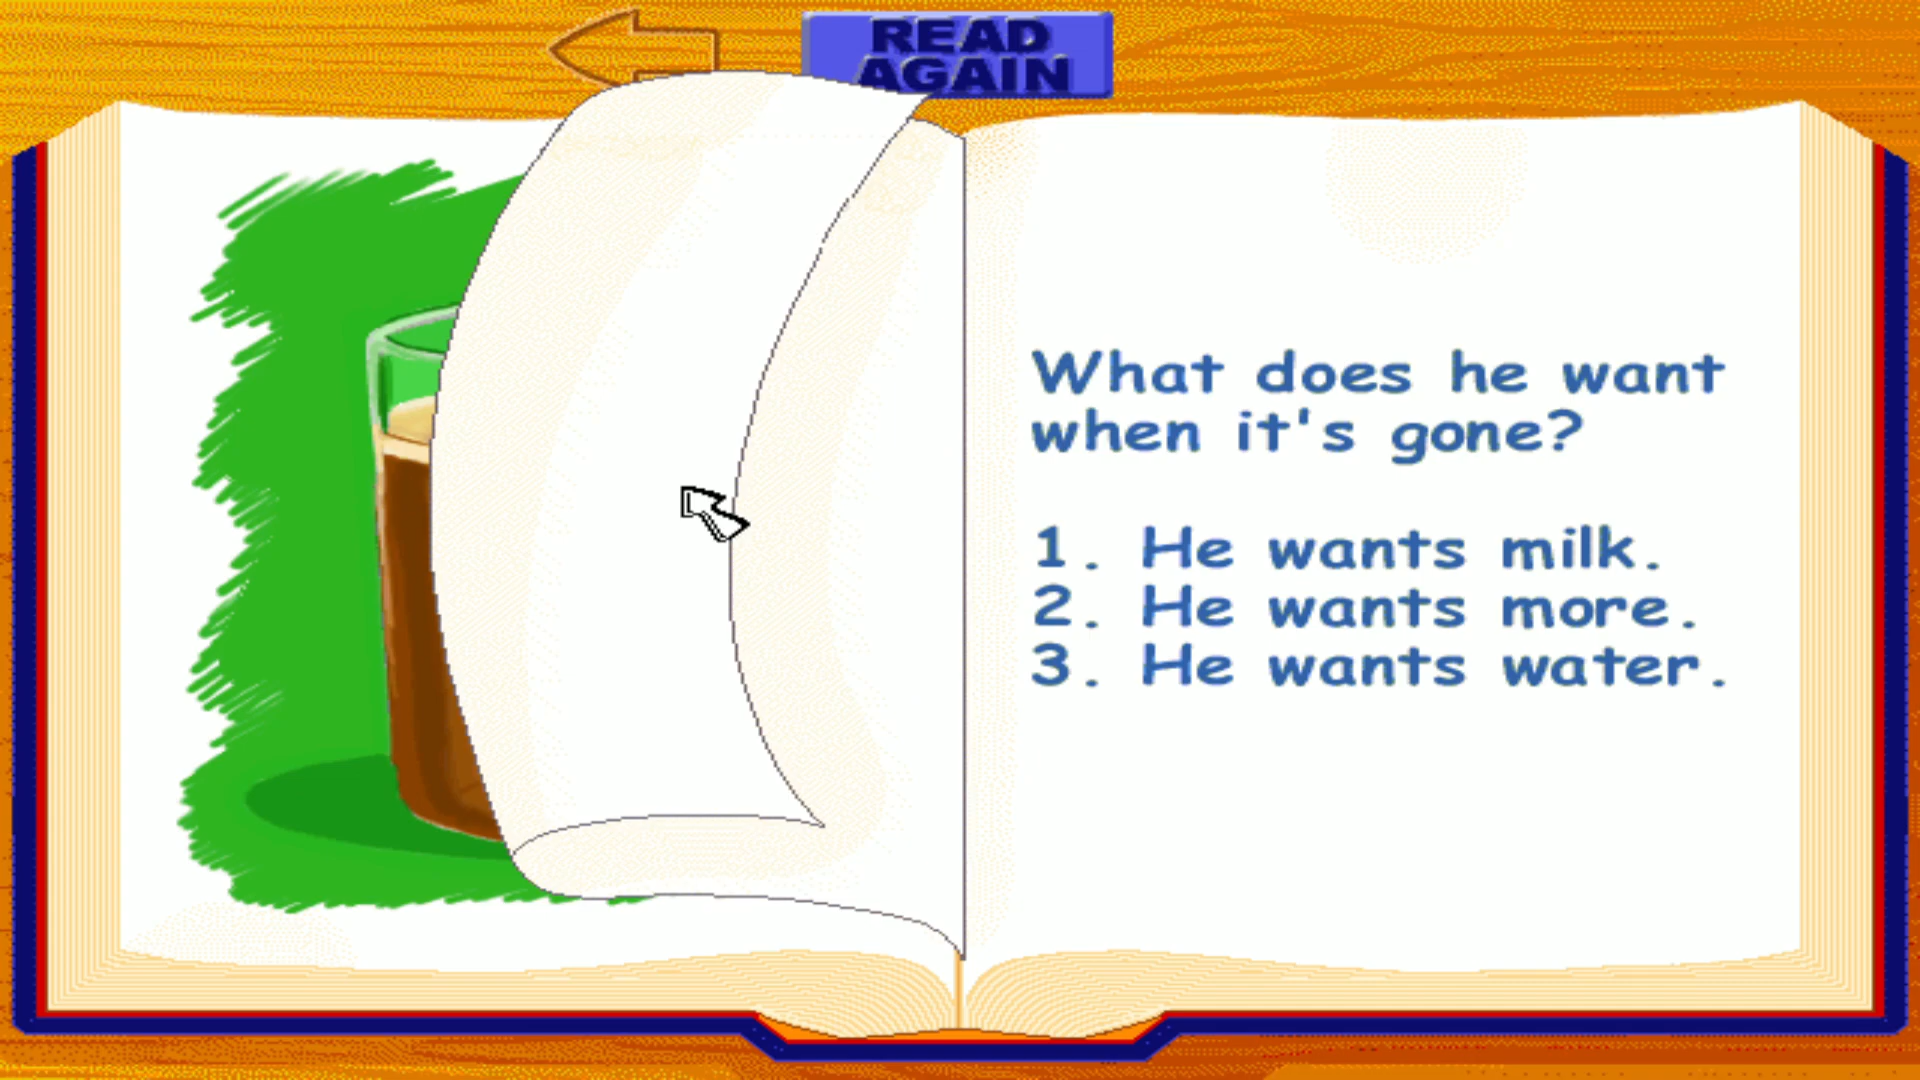 READ
AGAIN
What does he want
when it's gone?
1. He wants milk.
2. He wants more.
3. He wants water.